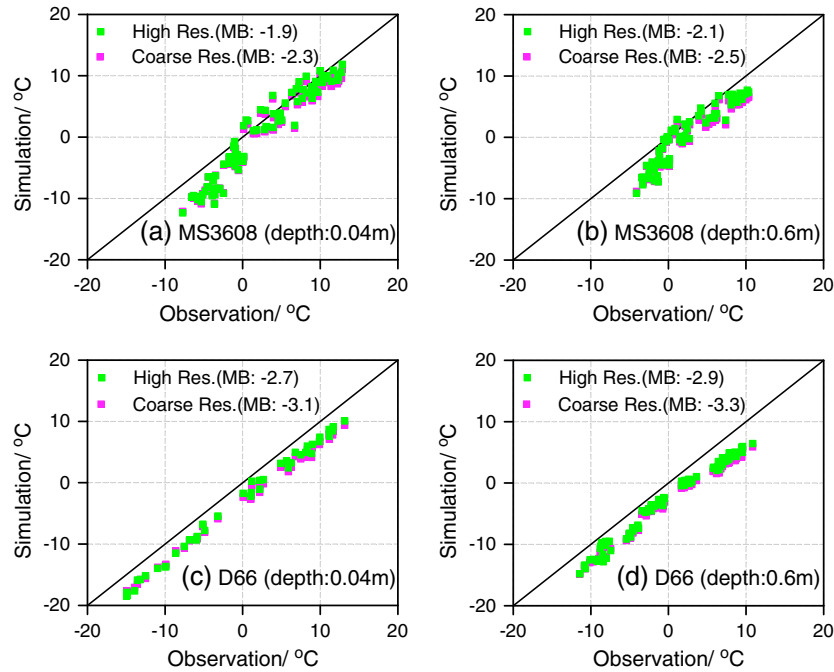 20
10
0
-10
-20
Simulation/ °C
High Res.(MB: -1.9)
Coarse Res.(MB: -2.3)
(a) MS3608 (depth:0.04m)
-20 -10 0 10 20
Observation/ °C
20
10
0
-10
-20
Simulation/ °C
High Res.(MB: -2.1)
Coarse Res.(MB: -2.5)
(b) MS3608 (depth:0.6m)
-20 -10 0 10 20
Observation/ °C
20
10
0
-10
-20
Simulation/ °C
High Res.(MB: -2.7)
Coarse Res.(MB: -3.1)
(c) D66 (depth:0.04m)
-20 -10 0 10 20
Observation/ °C
20
10
0
-10
-20
Simulation/ °C
High Res.(MB: -2.9)
Coarse Res.(MB: -3.3)
(d) D66 (depth:0.6m)
-20 -10 0 10 20
Observation/ °C